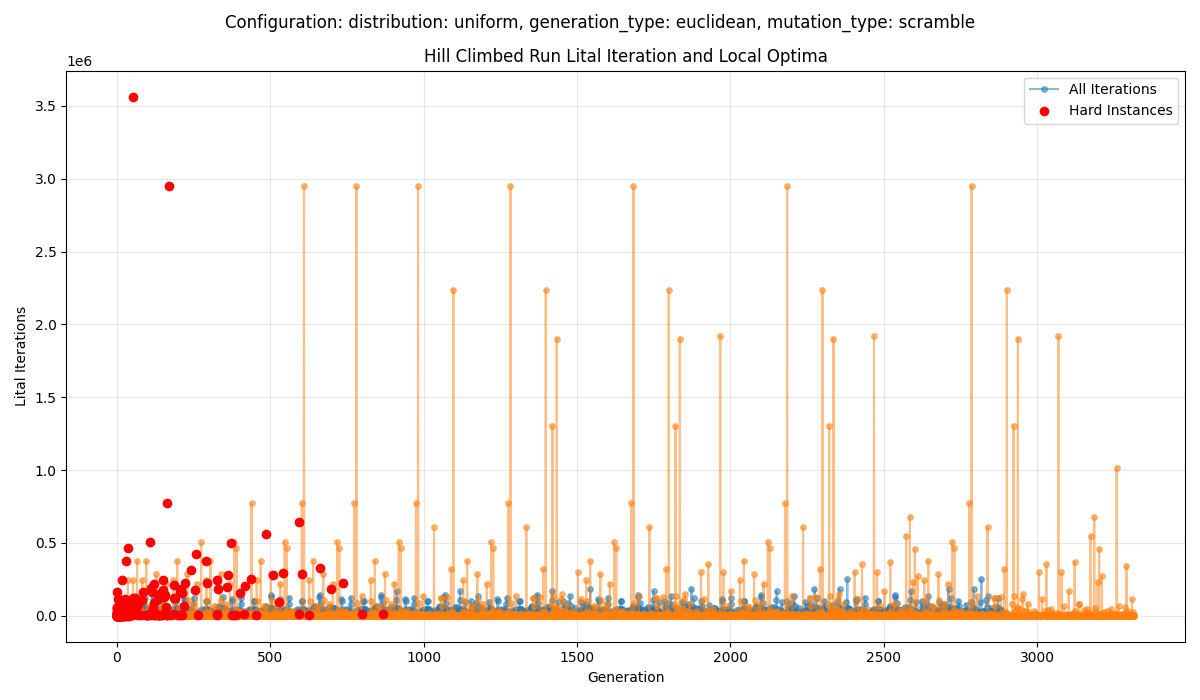 Configuration: distribution: uniform, generation_type: euclidean, mutation_type: scramble
Hill Climbed Run Lital Iteration and Local Optima
1e6
All Iterations
Hard Instances
3.5
3.0
2.5
2.0
1.5
1.0
0.5
0.0
Lital Iterations
0 500 1000 1500 2000 2500 3000
Generation